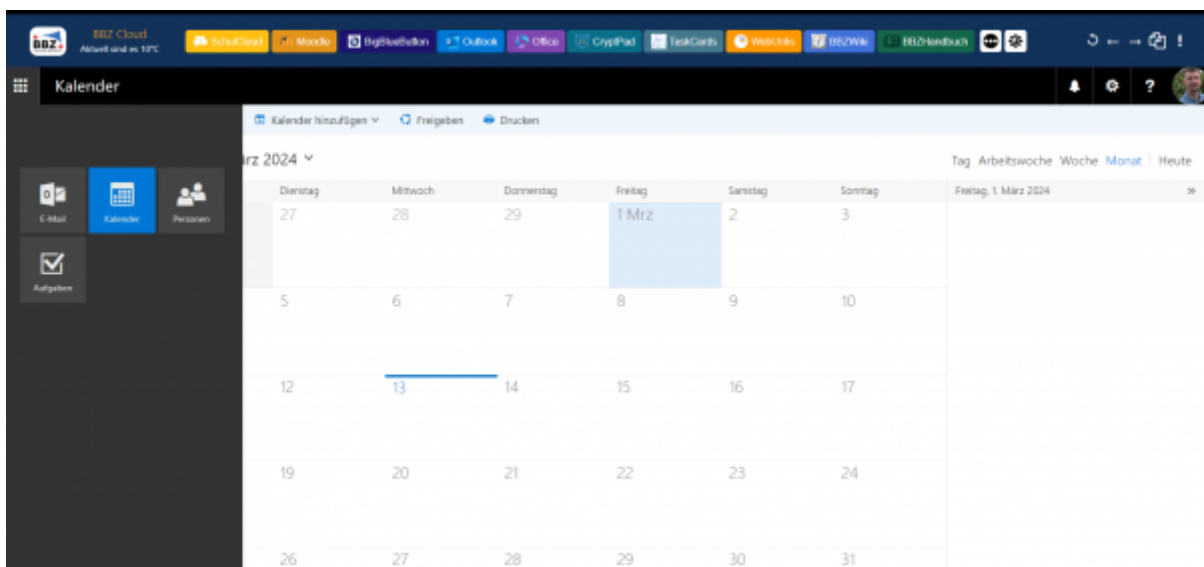 BBZ BBZ Cloud
Aktuell sind es 10°C
SchulCloud Moodle BigBlueButton Outlook Office CryptPad TaskCards WebUntis BBZWiki BBZHandbuch
Kalender ?
Kalender hinzufügen Freigeben Drucken
rz 2024
Tag Arbeitswoche Woche Monat Heute
E-Mail Kalender Personen
Aufgaben
Dienstag Mittwoch Donnerstag Freitag Samstag Sonntag Freitag, 1. März 2024 »
27 28 29 1 Mrz 2 3
5 6 7 8 9 10
12 13 14 15 16 17
19 20 21 22 23 24
26 27 28 29 30 31